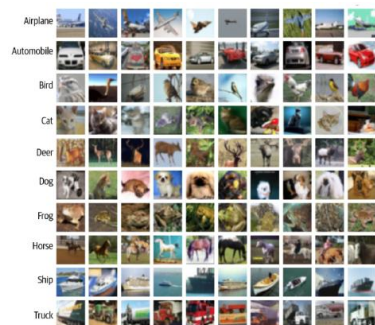 Airplane
Automobile
Bird
Cat
Deer
Dog
Frog
Horse
Ship
Truck